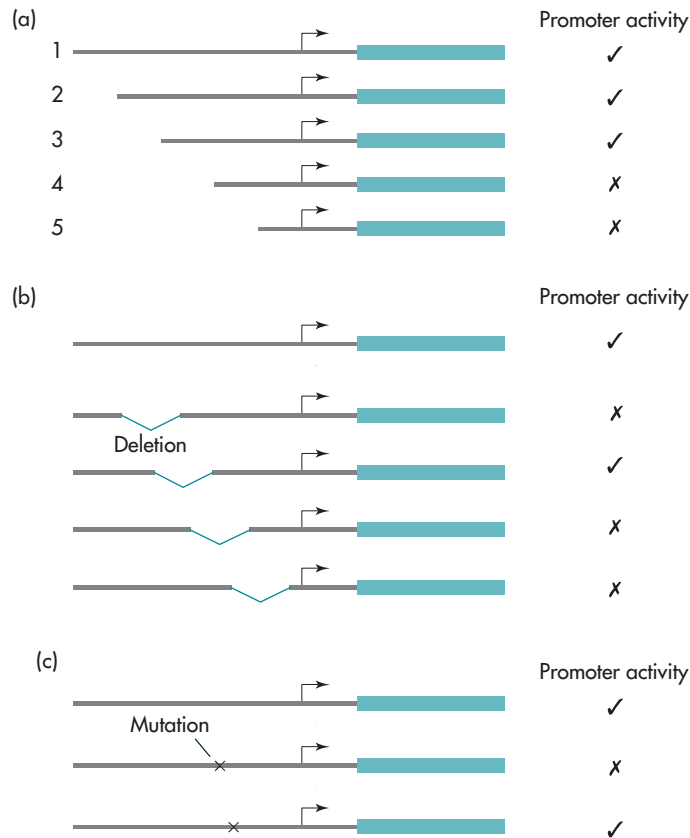 (a)
Promoter activity
1 ✓
2 ✓
3 ✓
4 ✗
5 ✗
(b)
Promoter activity
✓
✗
Deletion
✓
✗
✗
(c)
Promoter activity
✓
Mutation
✗
✓